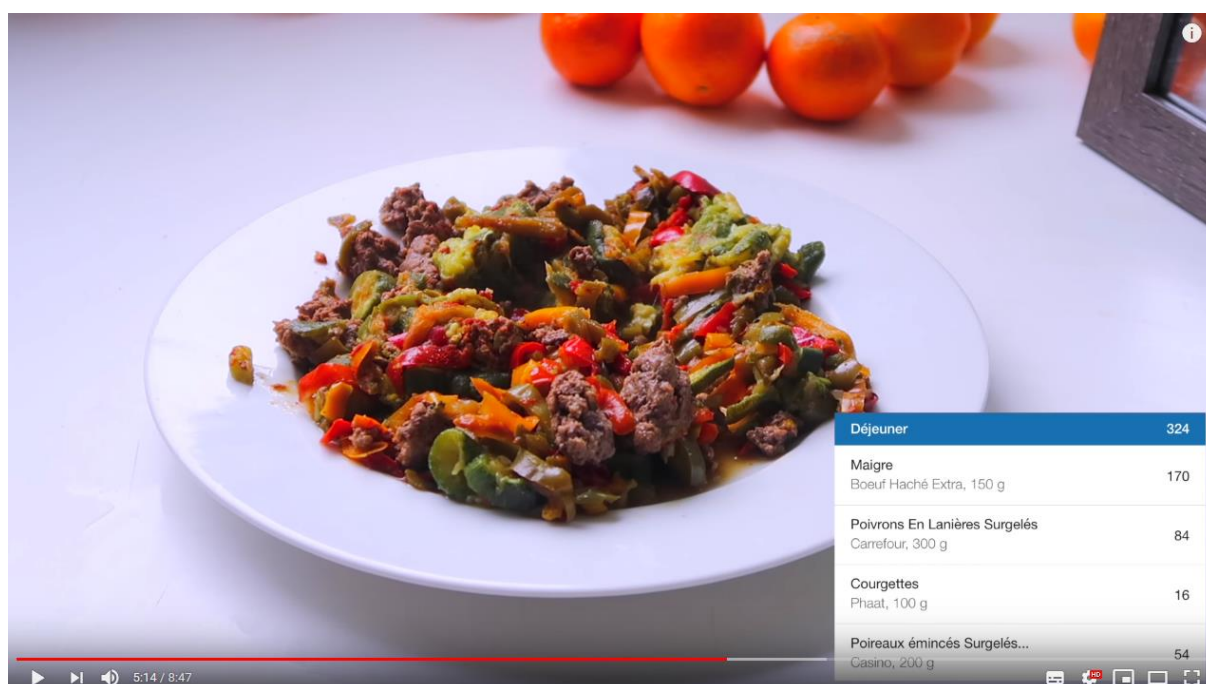 Déjeuner 324
Maigre
Boeuf Haché Extra, 150 g
170
Poivrons En Lanières Surgelés
Carrefour, 300 g
84
Courgettes
Phaat, 100 g
16
Poireaux émincés Surgelés...
Casino, 200 g
54
5:14 / 8:47
HD